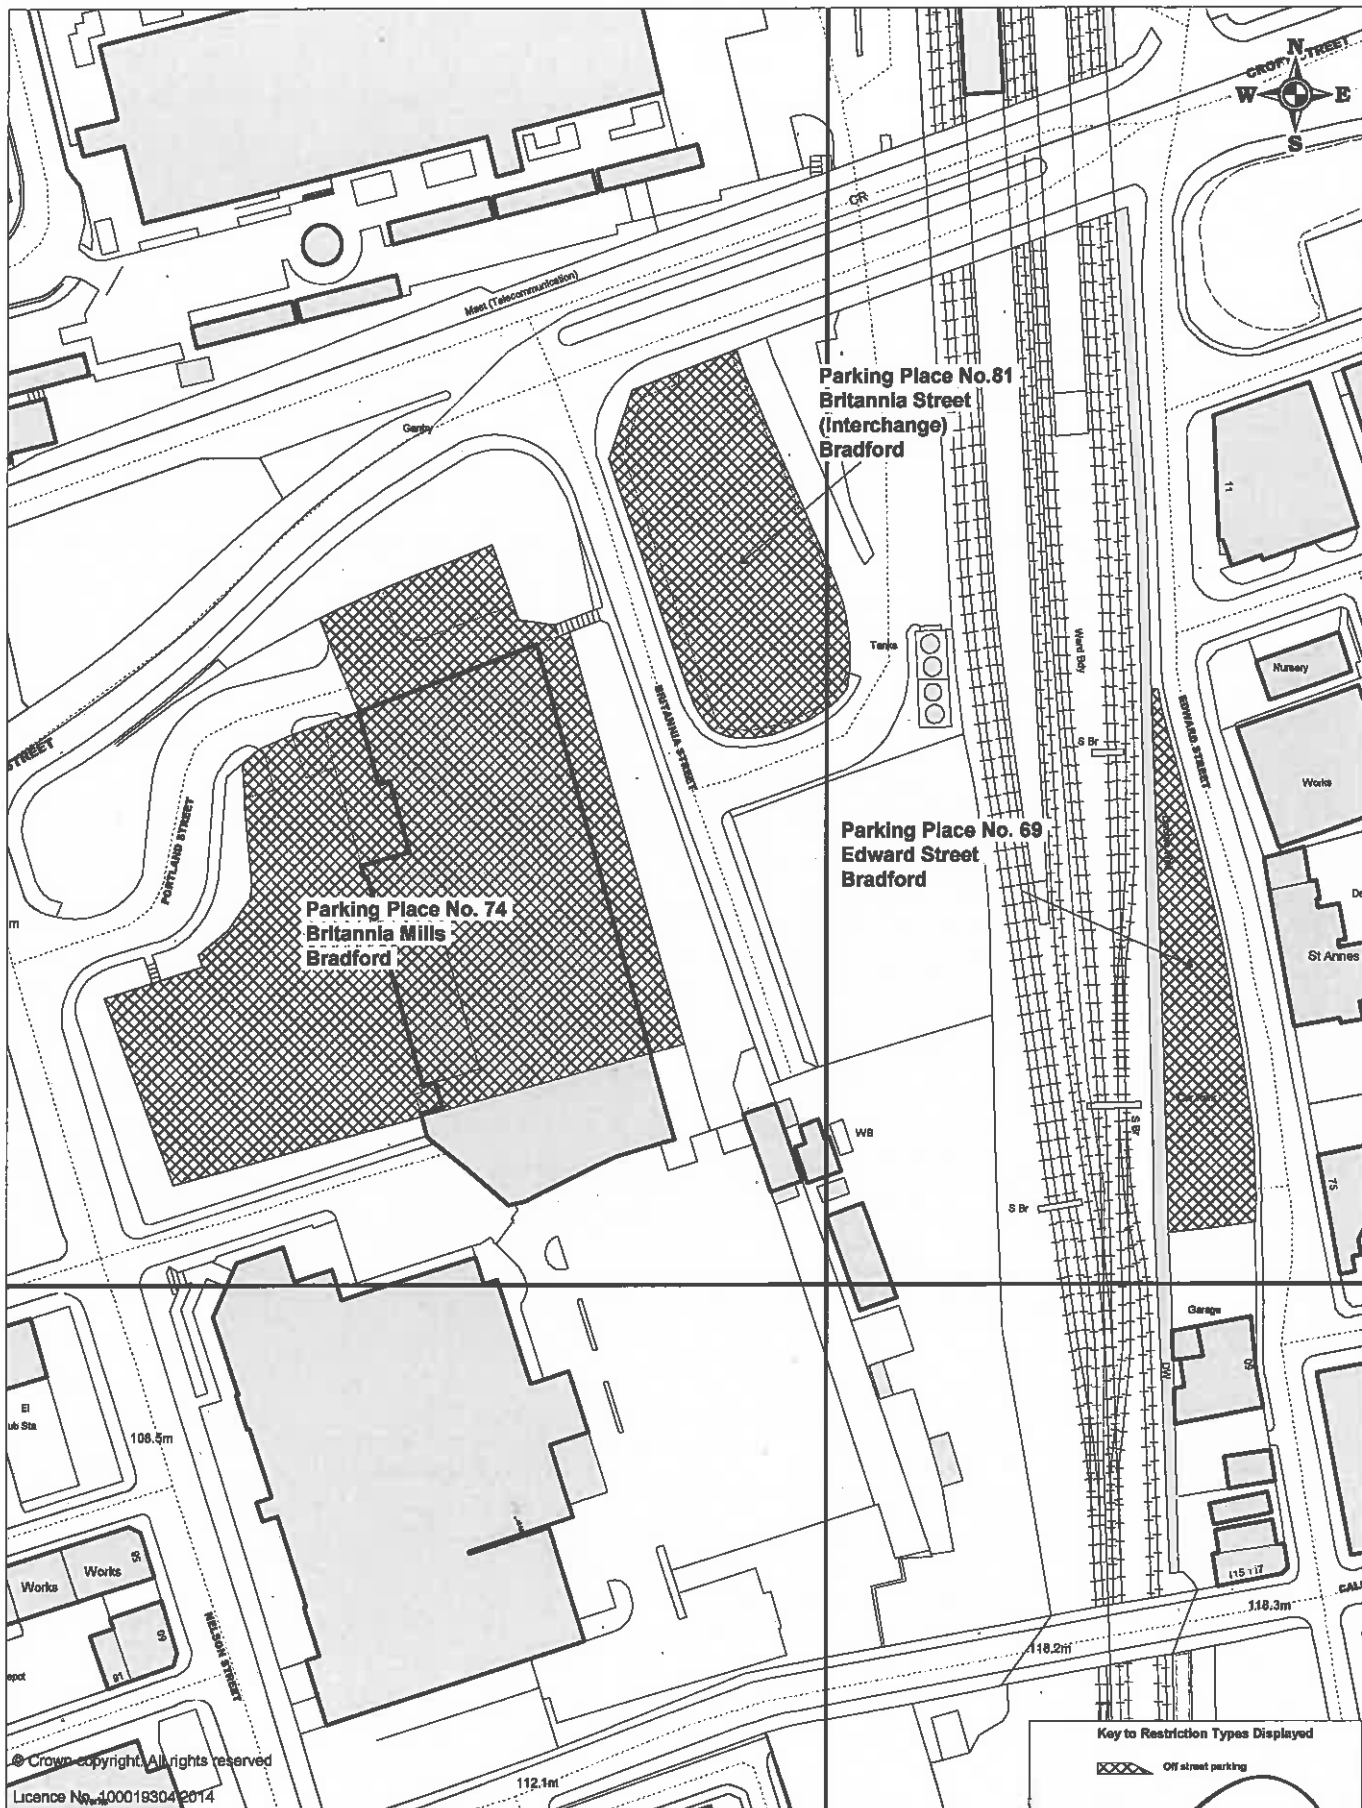 N
CROFT STREET
W
E
S
CR
Mast (Telecommunication)
Parking Place No.81
Britannia Street
(Interchange)
Bradford
Gantry
11
Tanks
Ward Bdy
Nursery
BRITANNIA STREET
EDWARD STREET
S Br
STREET
Works
PORTLAND STREET
Parking Place No. 69
Edward Street
Bradford
Parking Place No. 74
Britannia Mills
Bradford
m
St Annes
WB
S Br
75
S Br
Garage
El
ub Sta
108.5m
Works
Works
95
NELSON STREET
91
epot
115 117
118.3m
118.2m
© Crown copyright. All rights reserved
Licence No. 100019304 2014
Works
112.1m
Key to Restriction Types Displayed
Off street parking